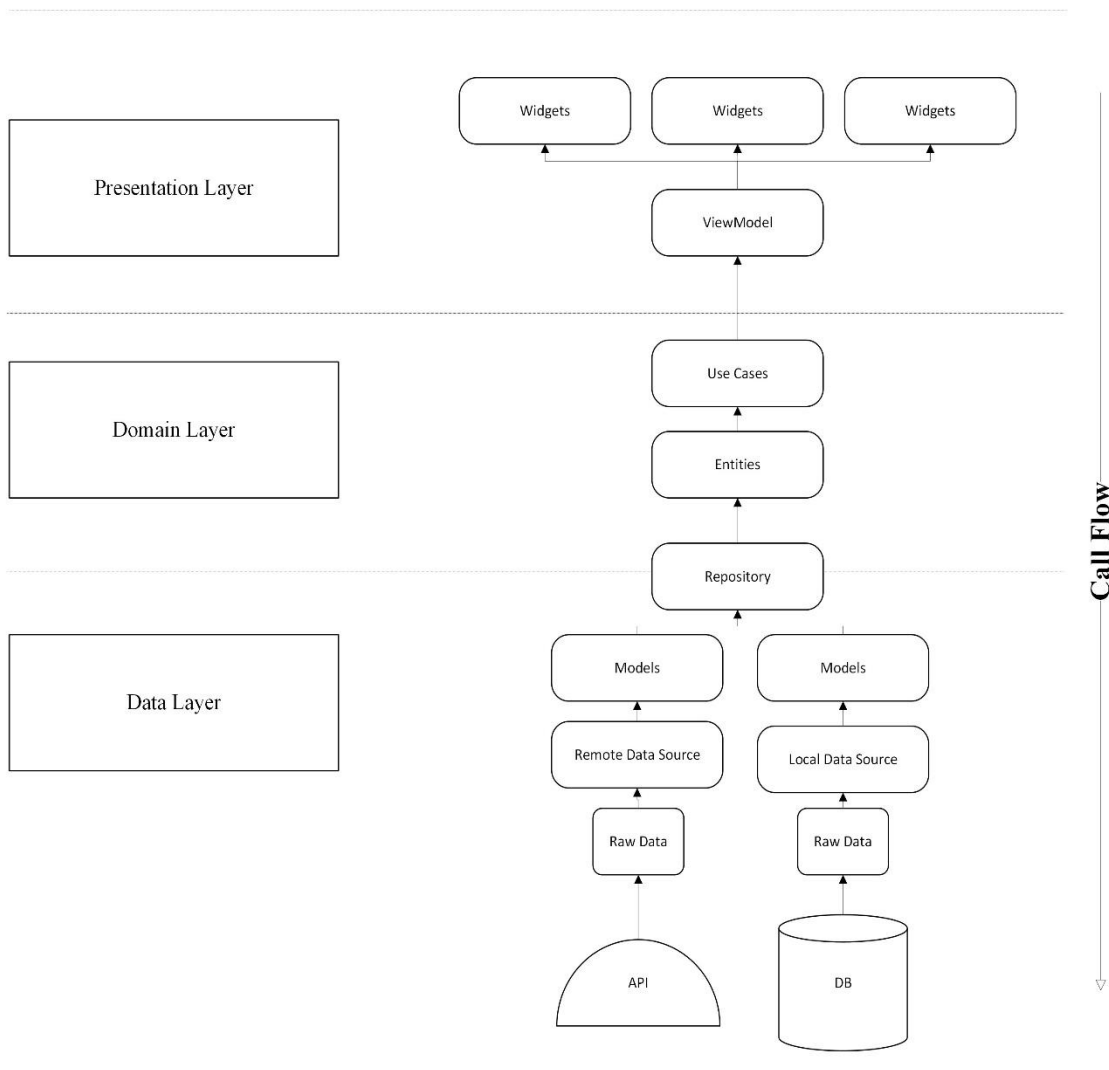 Widgets
Widgets
Widgets
Presentation Layer
ViewModel
Use Cases
Domain Layer
Entities
Call Flow
Repository
Models
Models
Data Layer
Remote Data Source
Local Data Source
Raw Data
Raw Data
API
DB